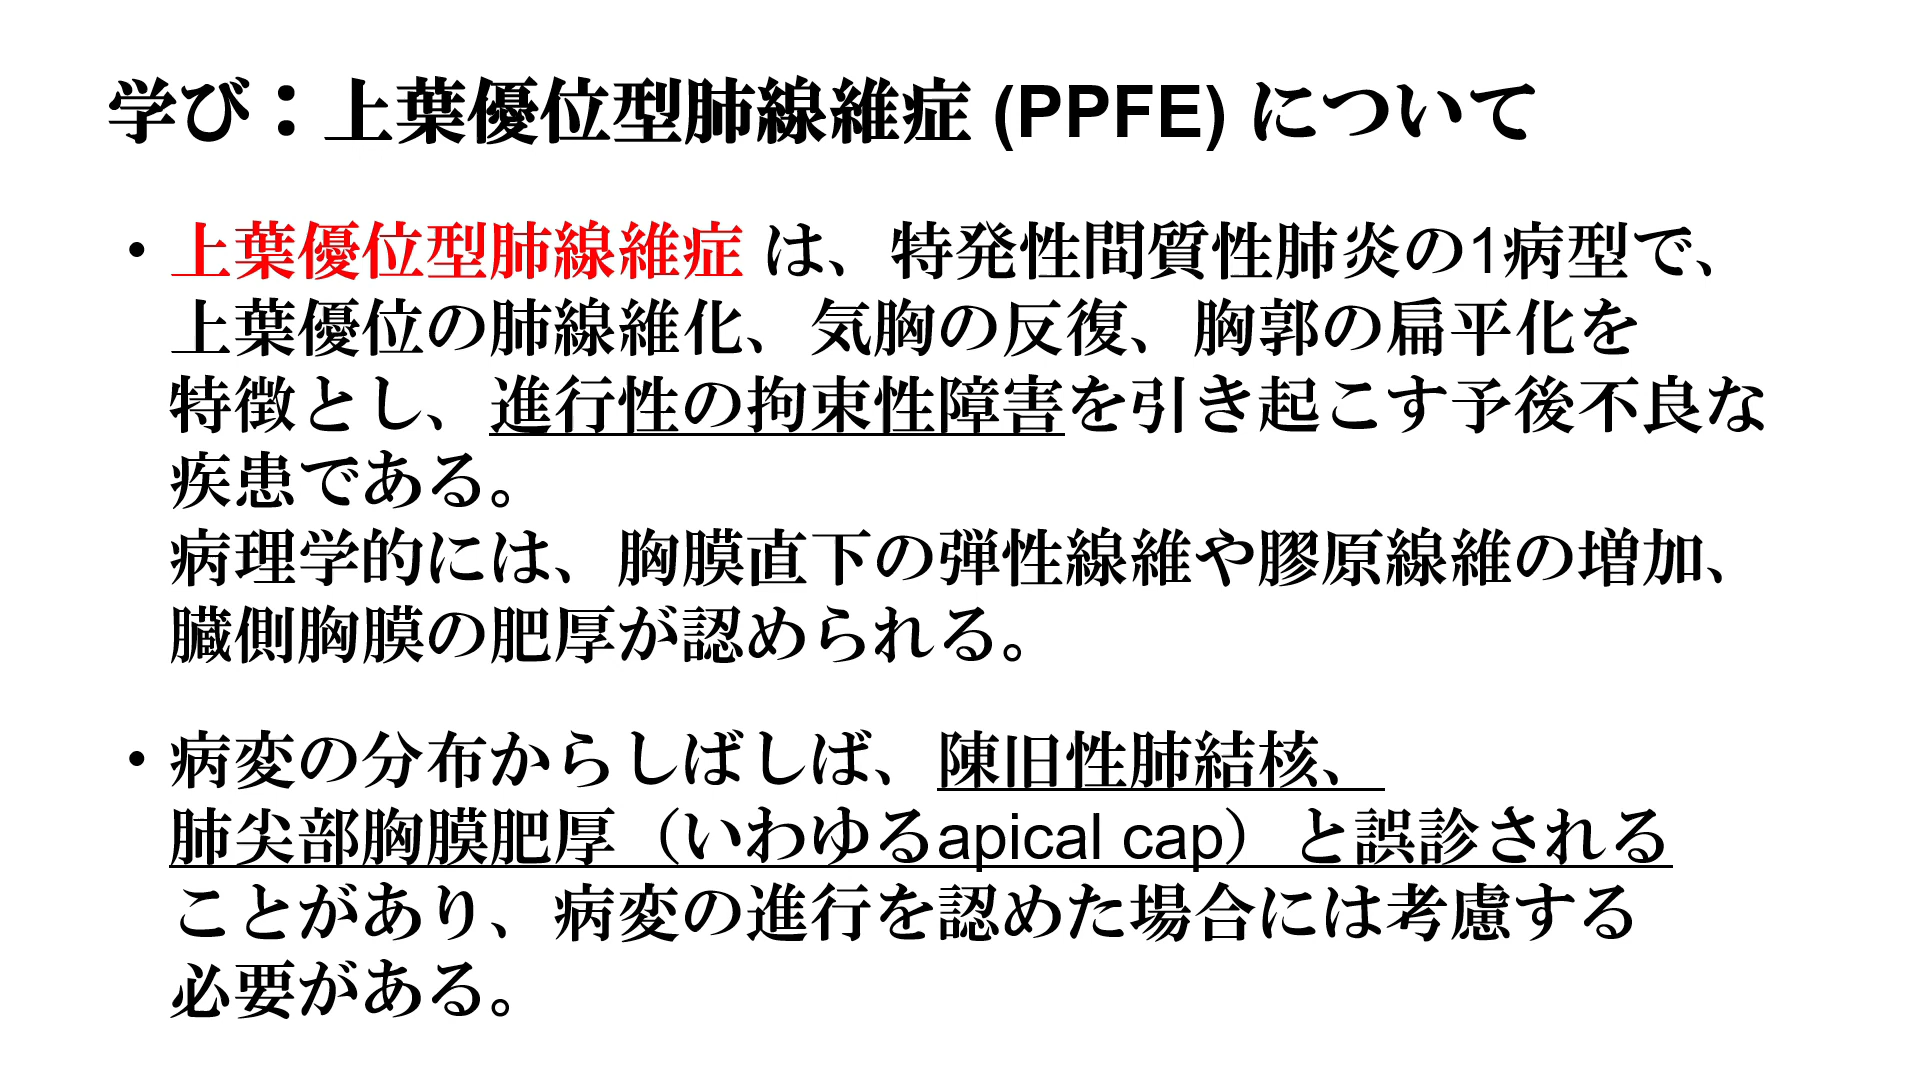 学び：上葉優位型肺線維症 (PPFE) について
・上葉優位型肺線維症 は、特発性間質性肺炎の1病型で、
上葉優位の肺線維化、気胸の反復、胸郭の扁平化を
特徴とし、進行性の拘束性障害を引き起こす予後不良な
疾患である。
病理学的には、胸膜直下の弾性線維や膠原線維の増加、
臓側胸膜の肥厚が認められる。
・病変の分布からしばしば、陳旧性肺結核、
肺尖部胸膜肥厚（いわゆるapical cap）と誤診される
ことがあり、病変の進行を認めた場合には考慮する
必要がある。